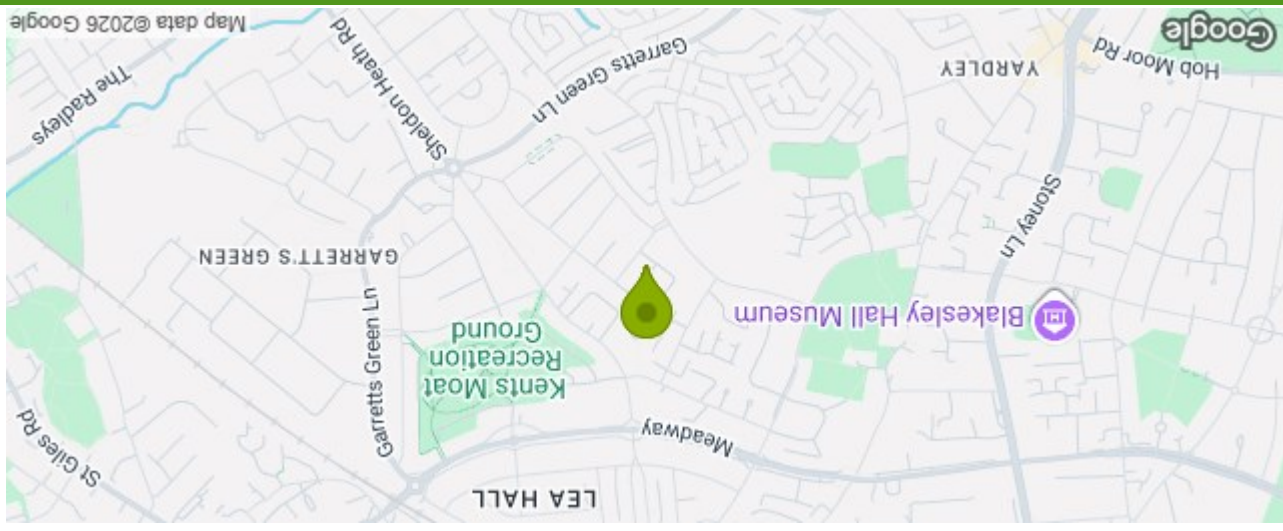 LEA HALL
St Giles Rd
Meadway
Garretts Green Ln
Kents Moat
Recreation
Ground
Blakesley Hall Museum
GARRETT'S GREEN
Stoney Ln
Sheldon Heath Rd
The Radleys
Garretts Green Ln
YARDLEY
Hob Moor Rd
Google
Map data ©2026 Google